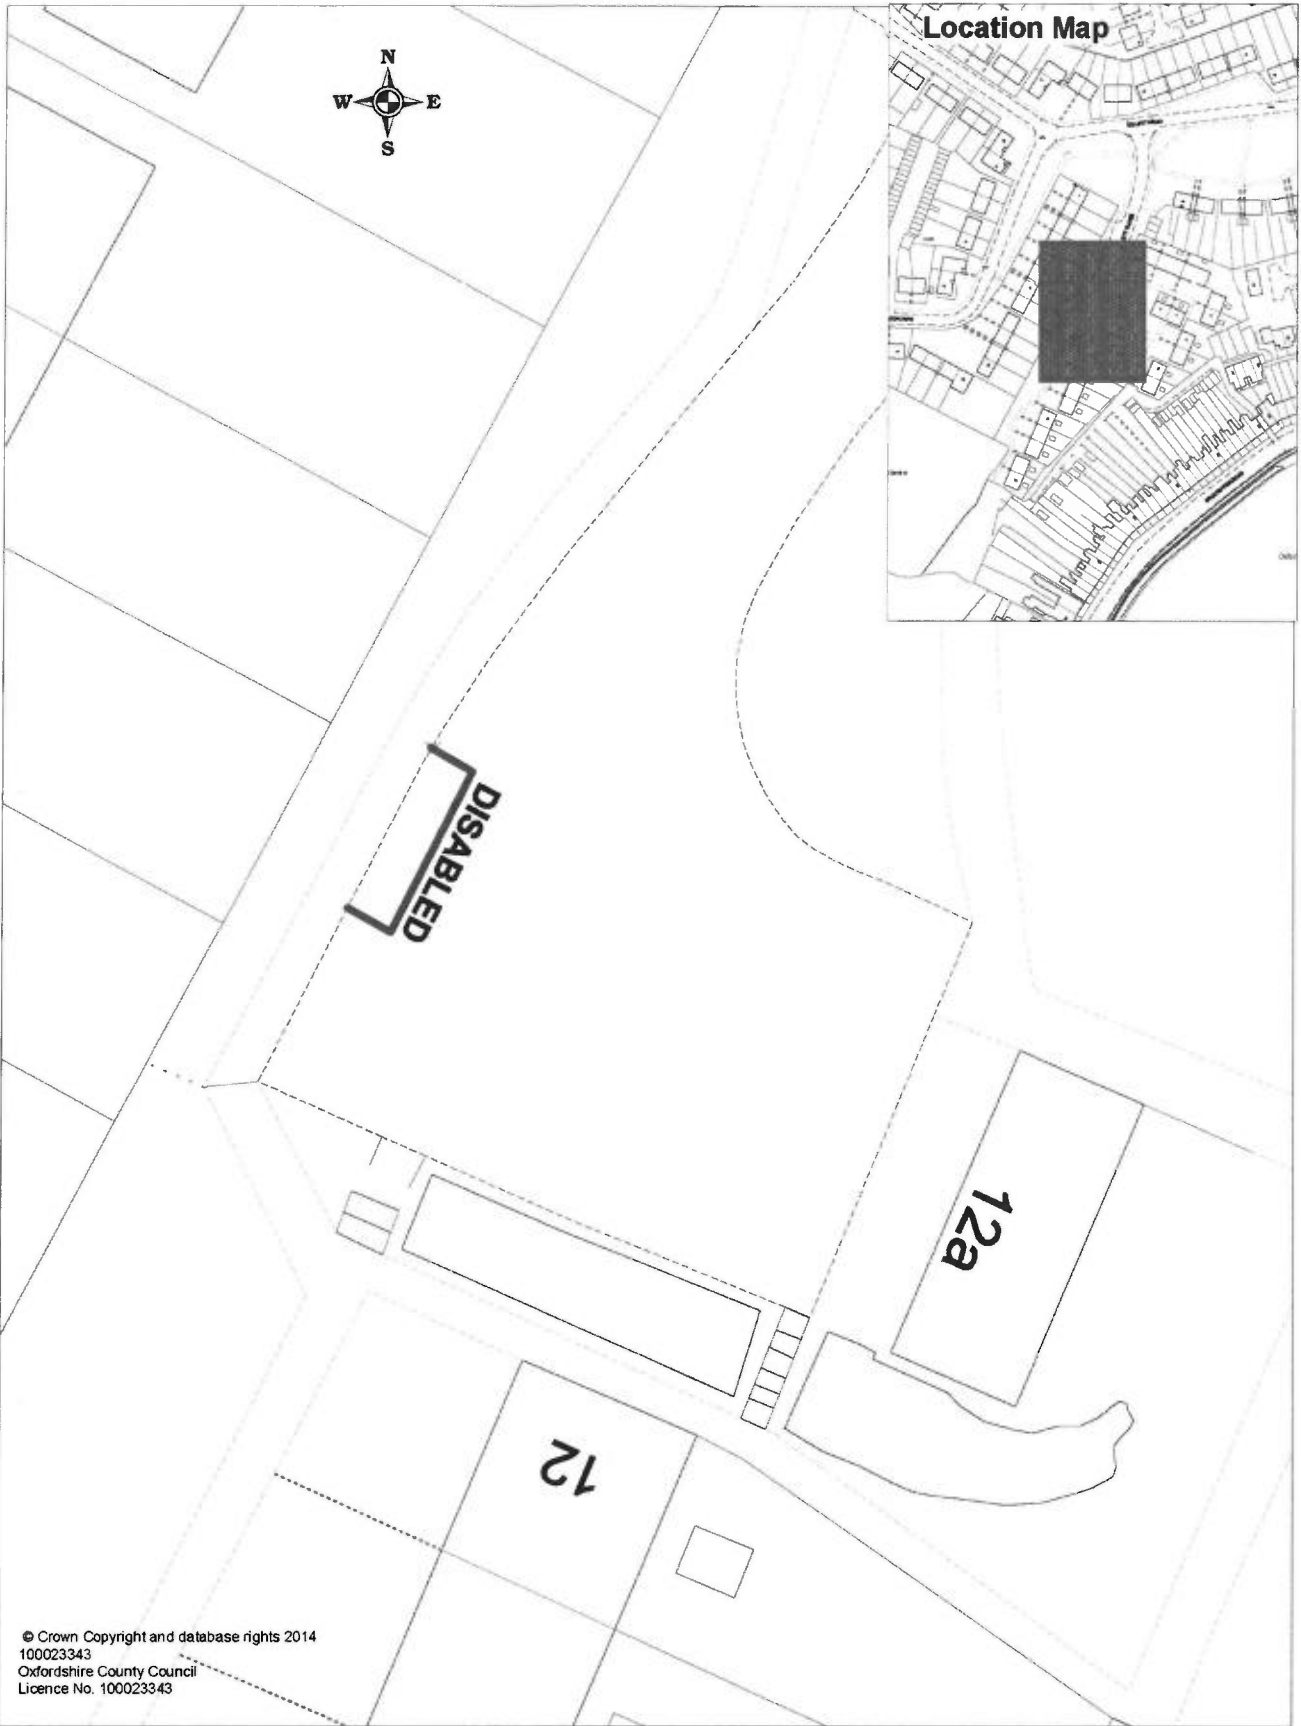 Location Map
N
W E
S
DISABLED
12a
12
© Crown Copyright and database rights 2014
100023343
Oxfordshire County Council
Licence No. 100023343